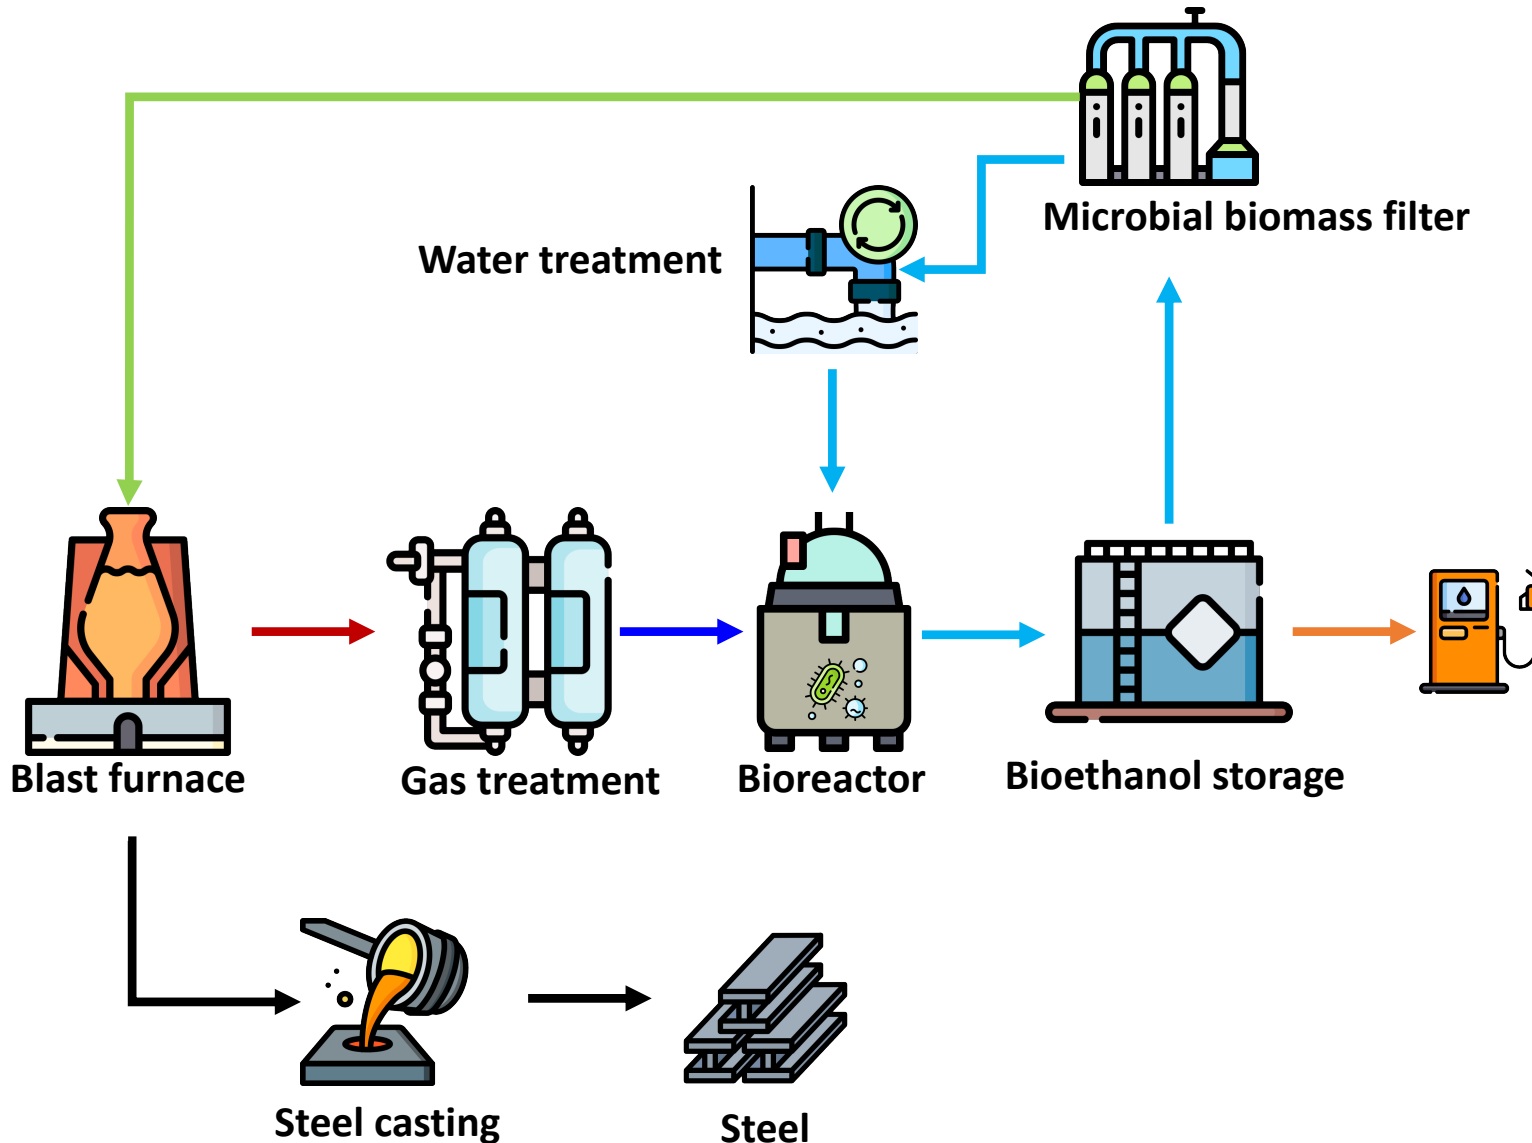 Microbial biomass filter
Water treatment
Blast furnace
Gas treatment
Bioreactor
Bioethanol storage
Steel casting
Steel